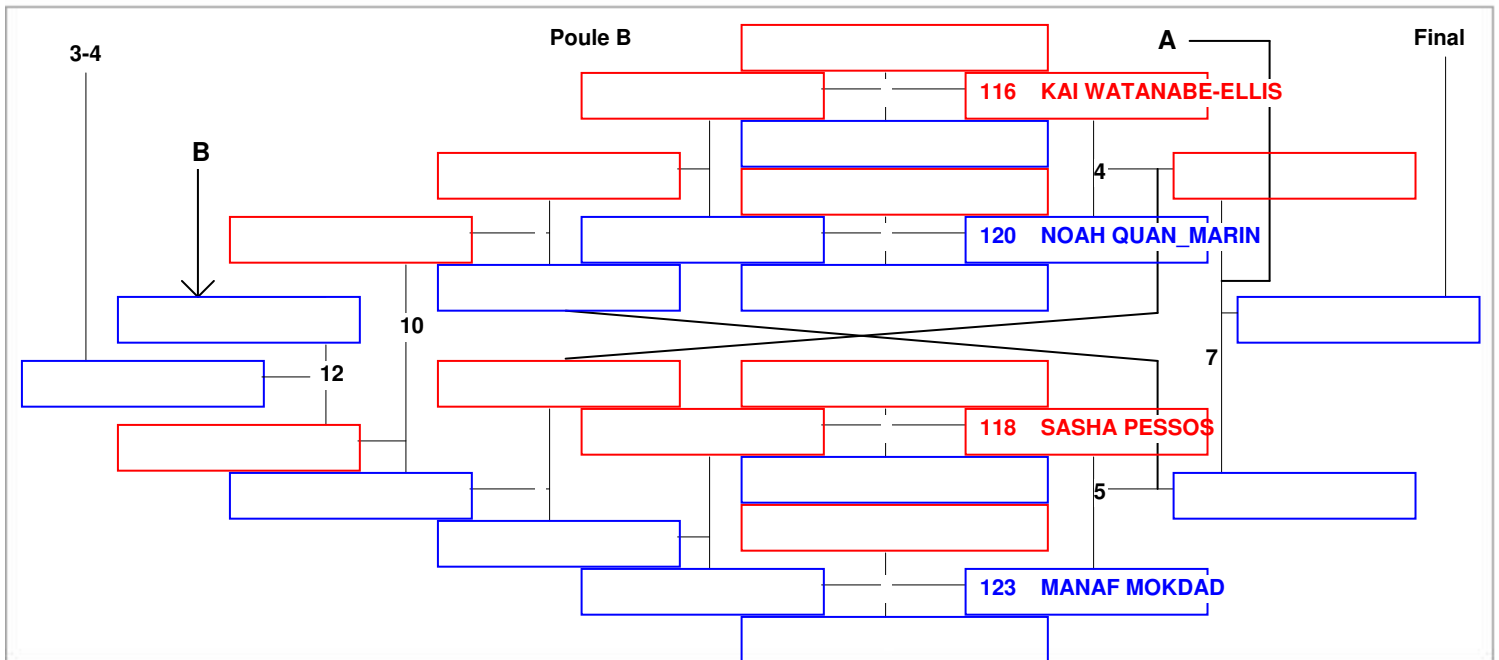 3-4 Poule B A Final
116 KAI WATANABE-ELLIS
B
4
120 NOAH QUAN_MARIN
10
7
12
118 SASHA PESSOS
5
123 MANAF MOKDAD